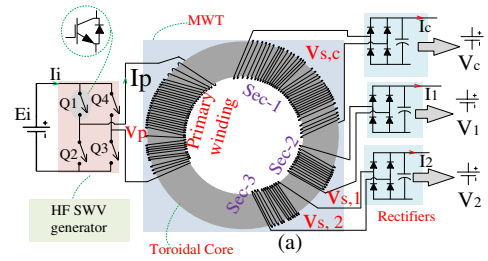 MWT
Ii
Ip
Q1
Q4
Ei
Vp
Q2
Q3
HF SWV
generator
Primary
winding
Sec-1
Sec-2
Sec-3
Vs,c
Vs,1
Vs, 2
Toroidal Core
(a)
Ic
Vc
I1
V1
I2
V2
Rectifiers